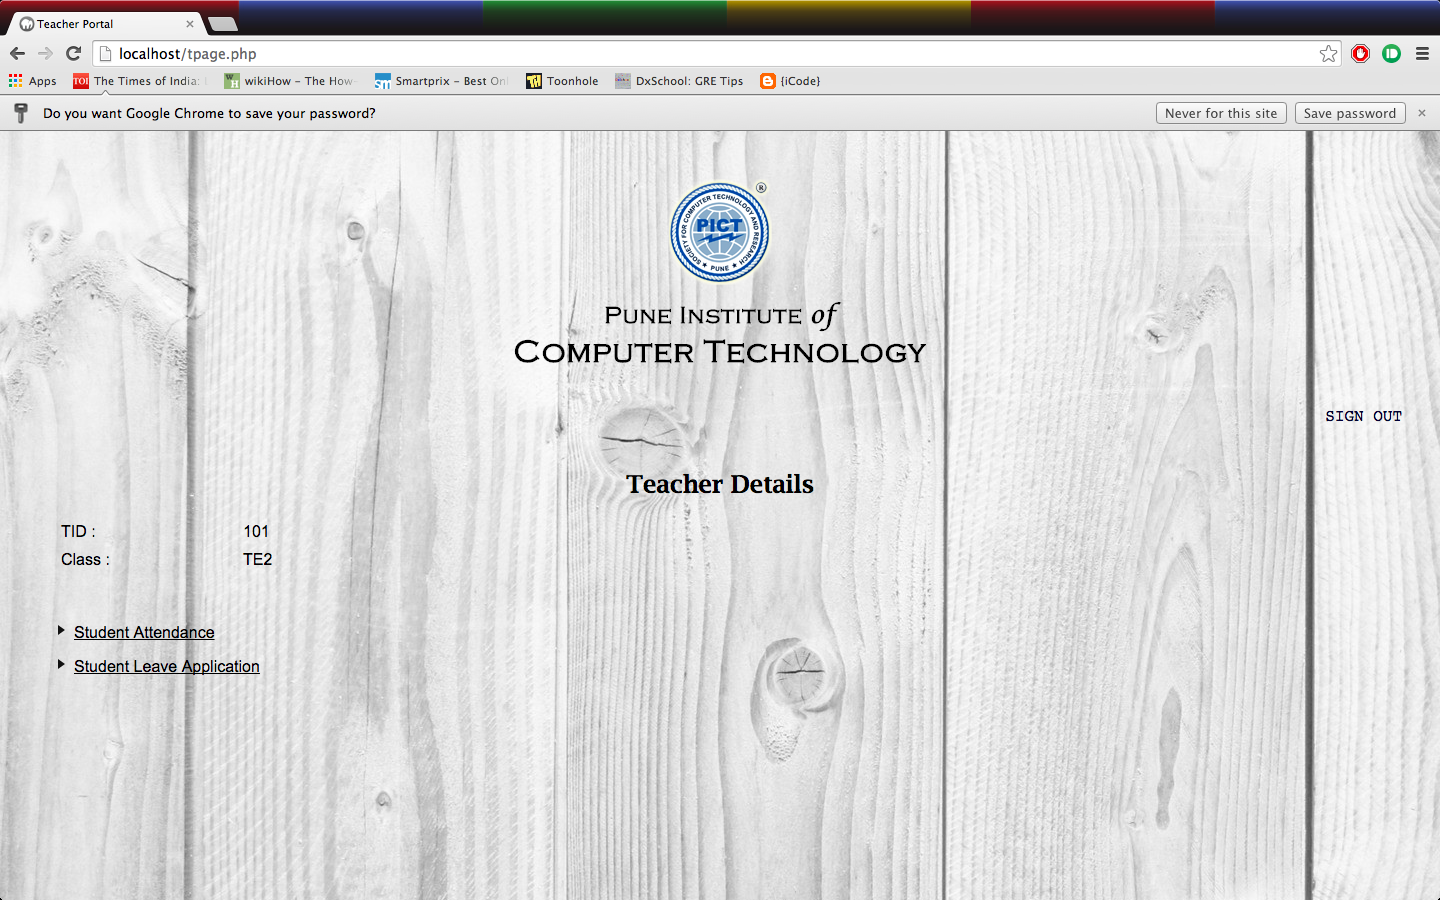 Teacher Portal
localhost/tpage.php
Apps
The Times of India:
wikiHow – The How-
Smartprix – Best Onl
Toonhole
DxSchool: GRE Tips
{iCode}
Do you want Google Chrome to save your password?
Never for this site
Save password
SOCIETY FOR COMPUTER TECHNOLOGY AND RESEARCH
PICT
★ PUNE ★
®
PUNE INSTITUTE of
COMPUTER TECHNOLOGY
SIGN OUT
Teacher Details
TID : 101
Class : TE2
Student Attendance
Student Leave Application